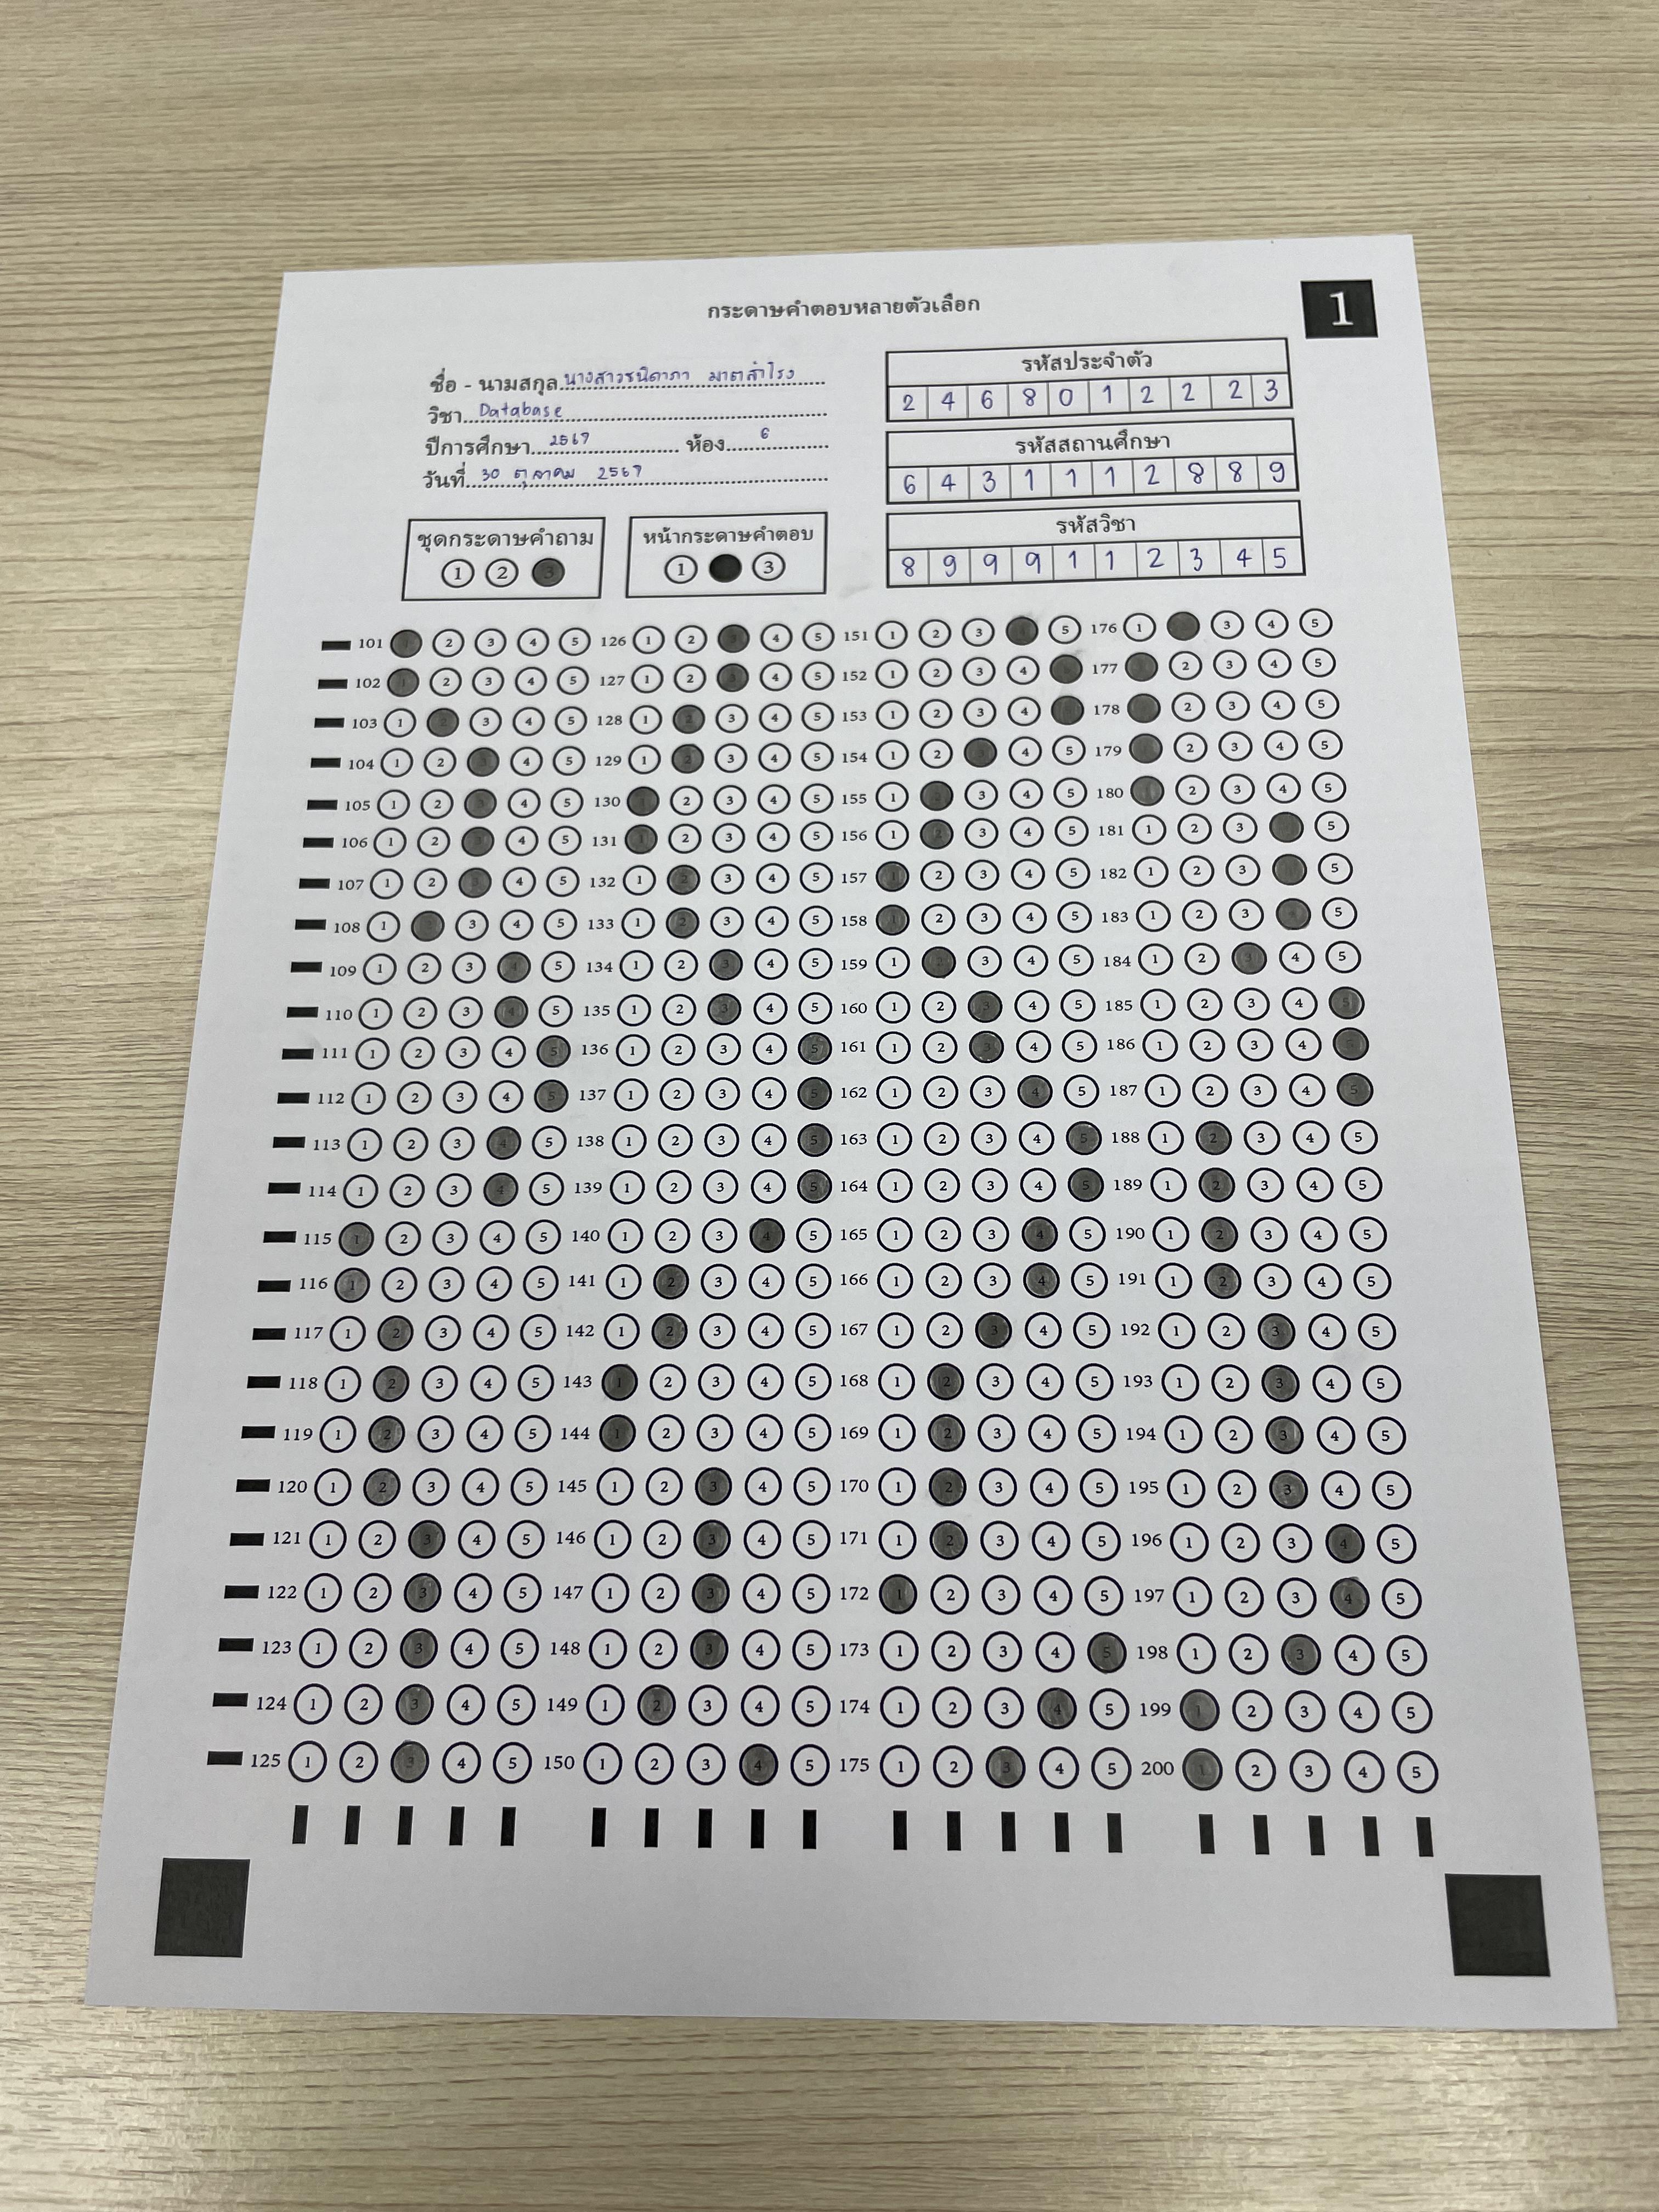 กระดาษคำตอบหลายตัวเลือก
1
ชื่อ - นามสกุล นางสาวธนิดาภา มาตสำโรง
วิชา Database
ปีการศึกษา 2567 ห้อง 6
วันที่ 30 ตุลาคม 2567
รหัสประจำตัว
2 4 6 8 0 1 2 2 2 3
รหัสสถานศึกษา
6 4 3 1 1 1 2 8 8 9
รหัสวิชา
8 9 9 9 1 1 2 3 4 5
ชุดกระดาษคำถาม
1 2 3
หน้ากระดาษคำตอบ
1 3
101 2 3 4 5 126 1 2 3 4 5 151 1 2 3 4 5 176 1 3 4 5
102 1 2 3 4 5 127 1 2 3 4 5 152 1 2 3 4 177 2 3 4 5
103 1 2 3 4 5 128 1 2 3 4 5 153 1 2 3 4 178 2 3 4 5
104 1 2 3 4 5 129 1 2 3 4 5 154 1 2 3 4 5 179 2 3 4 5
105 1 2 3 4 5 130 2 3 4 5 155 1 2 3 4 5 180 2 3 4 5
106 1 2 3 4 5 131 1 2 3 4 5 156 1 2 3 4 5 181 1 2 3 5
107 1 2 3 4 5 132 1 2 3 4 5 157 1 2 3 4 5 182 1 2 3 5
108 1 3 4 5 133 1 2 3 4 5 158 1 2 3 4 5 183 1 2 3 4 5
109 1 2 3 4 5 134 1 2 3 4 5 159 1 2 3 4 5 184 1 2 3 4 5
110 1 2 3 4 5 135 1 2 3 4 5 160 1 2 3 4 5 185 1 2 3 4 5
111 1 2 3 4 5 136 1 2 3 4 5 161 1 2 3 4 5 186 1 2 3 4 5
112 1 2 3 4 5 137 1 2 3 4 5 162 1 2 3 4 5 187 1 2 3 4 5
113 1 2 3 4 5 138 1 2 3 4 5 163 1 2 3 4 5 188 1 2 3 4 5
114 1 2 3 4 5 139 1 2 3 4 5 164 1 2 3 4 5 189 1 2 3 4 5
115 1 2 3 4 5 140 1 2 3 4 5 165 1 2 3 4 5 190 1 2 3 4 5
116 1 2 3 4 5 141 1 2 3 4 5 166 1 2 3 4 5 191 1 2 3 4 5
117 1 2 3 4 5 142 1 2 3 4 5 167 1 2 3 4 5 192 1 2 3 4 5
118 1 2 3 4 5 143 1 2 3 4 5 168 1 2 3 4 5 193 1 2 3 4 5
119 1 2 3 4 5 144 1 2 3 4 5 169 1 2 3 4 5 194 1 2 3 4 5
120 1 2 3 4 5 145 1 2 3 4 5 170 1 2 3 4 5 195 1 2 3 4 5
121 1 2 3 4 5 146 1 2 3 4 5 171 1 2 3 4 5 196 1 2 3 4 5
122 1 2 3 4 5 147 1 2 3 4 5 172 1 2 3 4 5 197 1 2 3 4 5
123 1 2 3 4 5 148 1 2 3 4 5 173 1 2 3 4 5 198 1 2 3 4 5
124 1 2 3 4 5 149 1 2 3 4 5 174 1 2 3 4 5 199 1 2 3 4 5
125 1 2 3 4 5 150 1 2 3 4 5 175 1 2 3 4 5 200 1 2 3 4 5